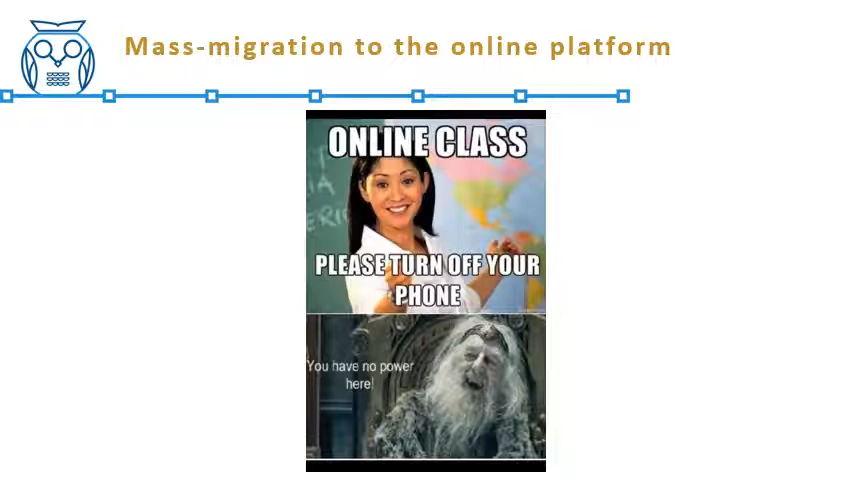 Mass-migration to the online platform
ONLINE CLASS
PLEASE TURN OFF YOUR
PHONE
You have no power
here!